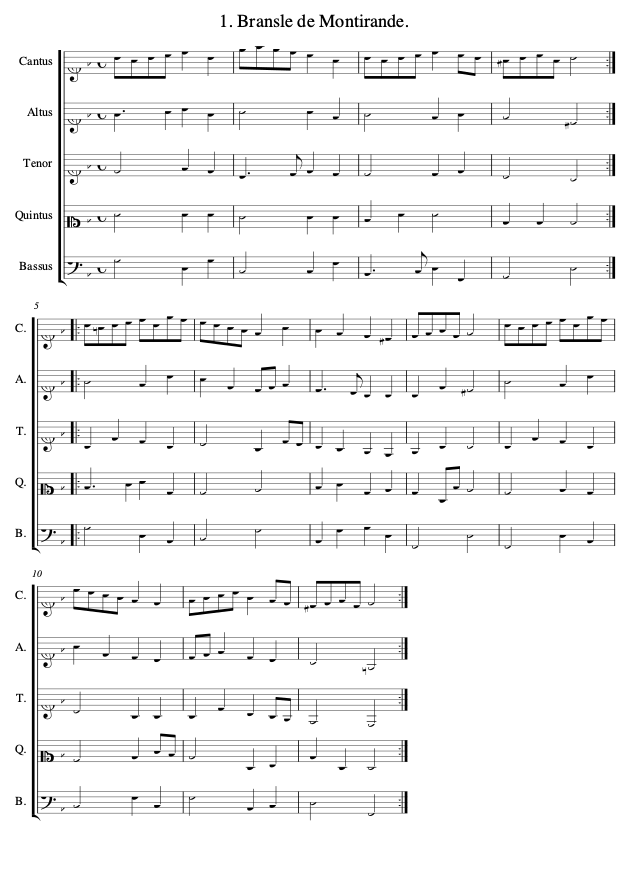 1. Bransle de Montirande.
Cantus
Altus
Tenor
Quintus
Bassus
5
C.
A.
T.
Q.
B.
10
C.
A.
T.
Q.
B.